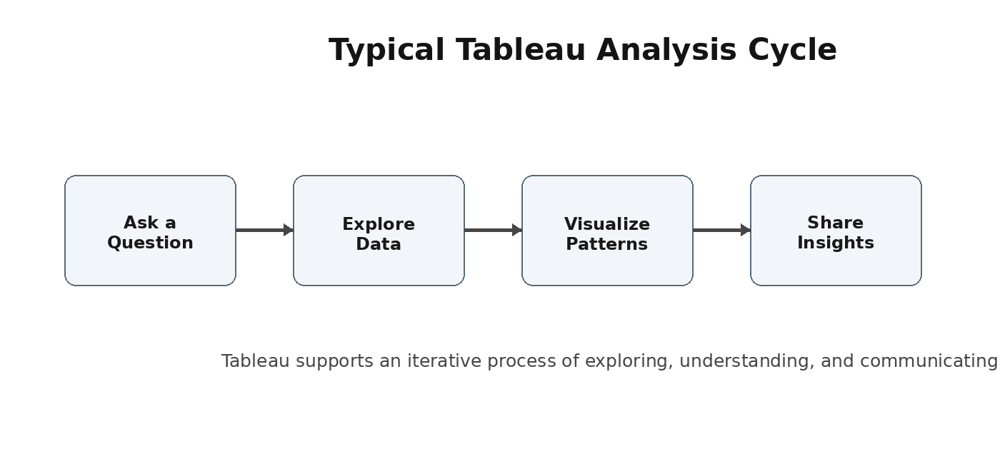 Typical Tableau Analysis Cycle
Ask a
Question
Explore
Data
Visualize
Patterns
Share
Insights
Tableau supports an iterative process of exploring, understanding, and communicating